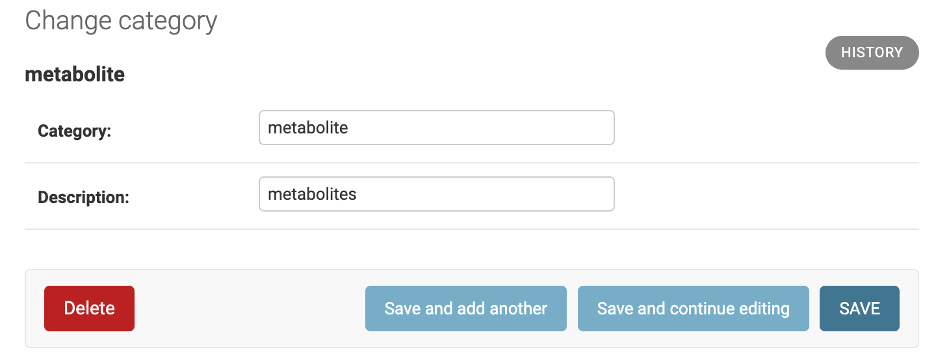 Change category
HISTORY
metabolite
Category: metabolite
Description: metabolites
Delete Save and add another Save and continue editing SAVE